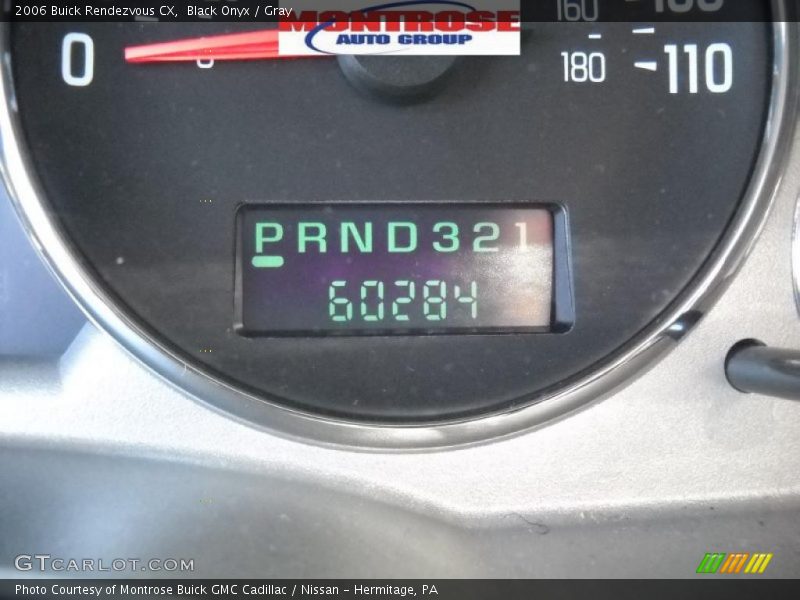 2006 Buick Rendezvous CX,  Black Onyx / Gray
MONTROSE
AUTO GROUP
160
0
180
110
PRND321
60284
GTCARLOT.COM
Photo Courtesy of Montrose Buick GMC Cadillac / Nissan - Hermitage, PA